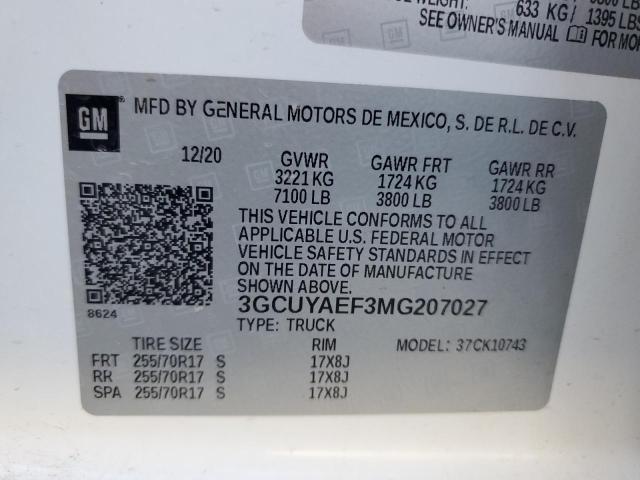 633 KG/ 1395 LBS
SEE OWNER'S MANUAL FOR MOR
GM ® MFD BY GENERAL MOTORS DE MEXICO, S. DE R.L. DE C.V.
12/20 GVWR GAWR FRT GAWR RR
3221 KG 1724 KG 1724 KG
7100 LB 3800 LB 3800 LB
THIS VEHICLE CONFORMS TO ALL
APPLICABLE U.S. FEDERAL MOTOR
VEHICLE SAFETY STANDARDS IN EFFECT
ON THE DATE OF MANUFACTURE
SHOWN ABOVE.
8624
3GCUYAEF3MG207027
TYPE: TRUCK
TIRE SIZE RIM MODEL: 37CK10743
FRT 255/70R17 S 17X8J
RR 255/70R17 S 17X8J
SPA 255/70R17 S 17X8J